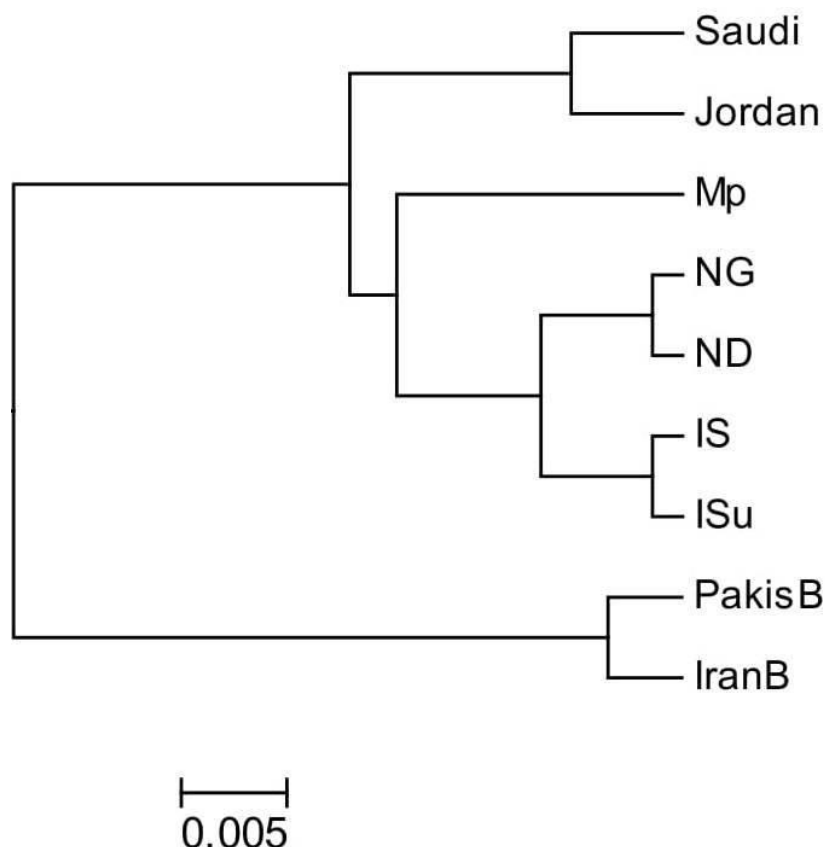 Saudi
Jordan
Mp
NG
ND
IS
ISu
PakisB
IranB
0.005